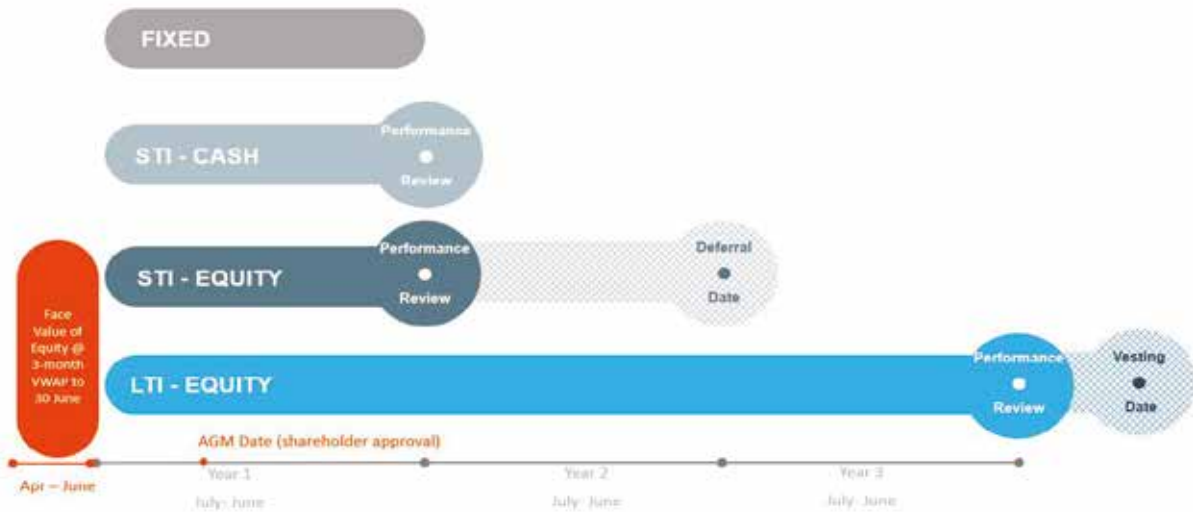 FIXED
Performance
STI - CASH
Review
Performance
Deferral
STI - EQUITY
Review
Date
Face
Value of
Equity @
3-month
VWAP to
30 June
Performance
Vesting
LTI - EQUITY
Review
Date
AGM Date (shareholder approval)
Apr – June
Year 1
Year 2
Year 3
July- June
July- June
July- June